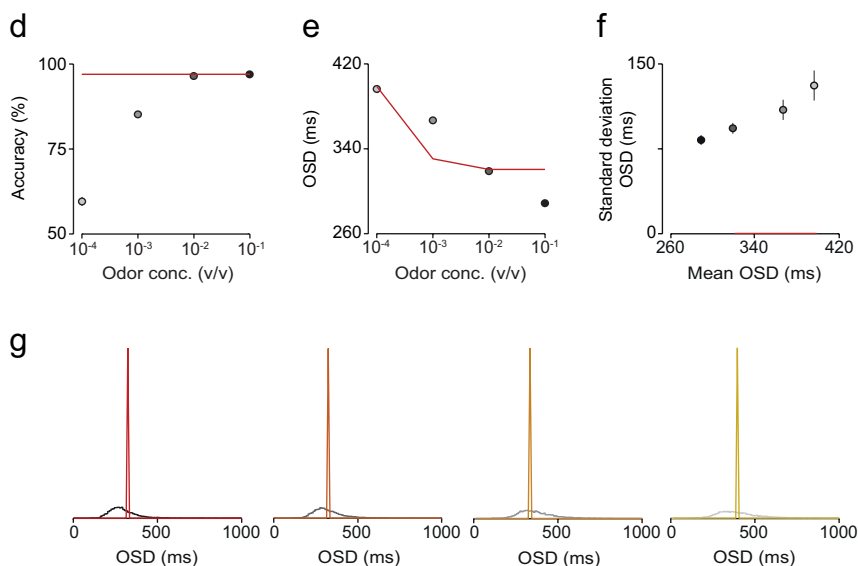 d
e
f
100
75
50
Accuracy (%)
10⁻⁴ 10⁻³ 10⁻² 10⁻¹
Odor conc. (v/v)
420
340
260
OSD (ms)
10⁻⁴ 10⁻³ 10⁻² 10⁻¹
Odor conc. (v/v)
150
0
Standard deviation
OSD (ms)
260 340 420
Mean OSD (ms)
g
0 500 1000
OSD (ms)
0 500 1000
OSD (ms)
0 500 1000
OSD (ms)
0 500 1000
OSD (ms)